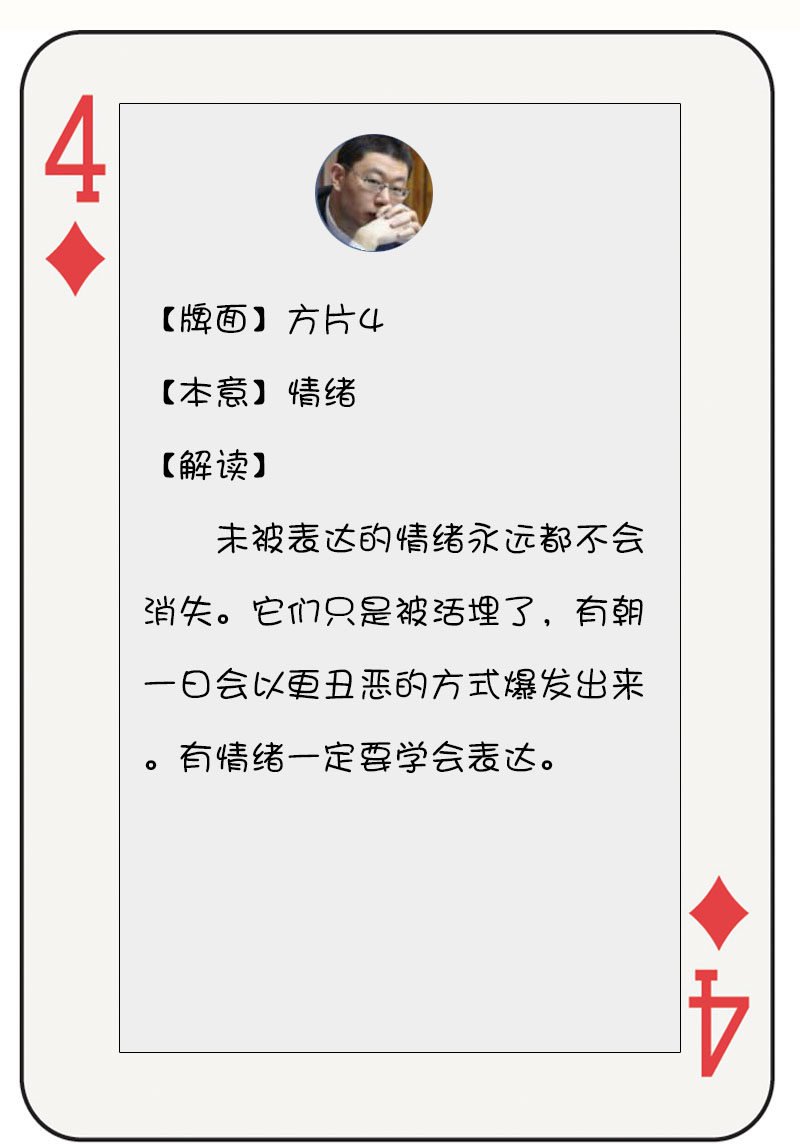 4
【牌面】方片4
【本意】情绪
【解读】
未被表达的情绪永远都不会
消失。它们只是被活埋了，有朝
一日会以更丑恶的方式爆发出来
。有情绪一定要学会表达。
4